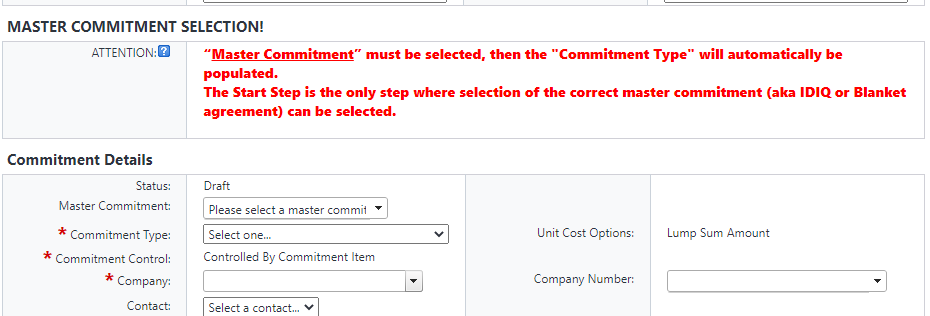 MASTER COMMITMENT SELECTION!
ATTENTION:?
“Master Commitment” must be selected, then the "Commitment Type" will automatically be
populated.
The Start Step is the only step where selection of the correct master commitment (aka IDIQ or Blanket
agreement) can be selected.
Commitment Details
Status: Draft
Master Commitment: Please select a master commit
* Commitment Type: Select one... Unit Cost Options: Lump Sum Amount
* Commitment Control: Controlled By Commitment Item
* Company: Company Number:
Contact: Select a contact...